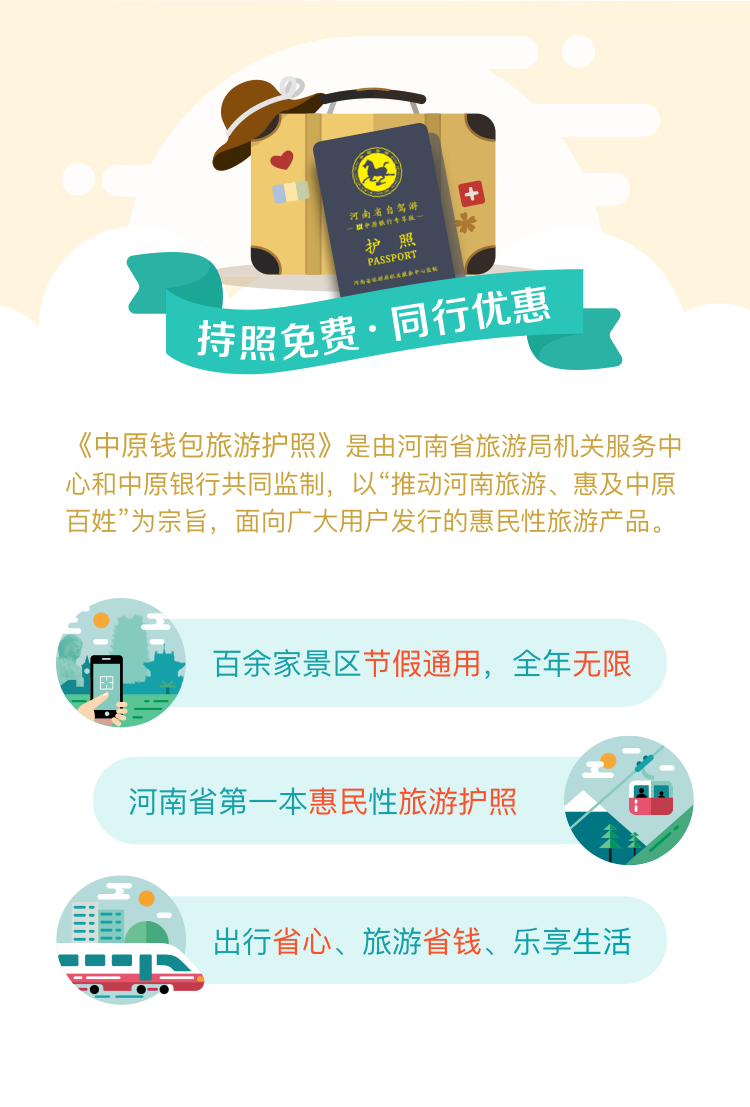 河南省自驾游
中原银行专享版
护照
PASSPORT
河南省旅游局机关服务中心监制
持照免费·同行优惠
《中原钱包旅游护照》是由河南省旅游局机关服务中
心和中原银行共同监制，以“推动河南旅游、惠及中原
百姓”为宗旨，面向广大用户发行的惠民性旅游产品。
百余家景区节假通用，全年无限
河南省第一本惠民性旅游护照
出行省心、旅游省钱、乐享生活